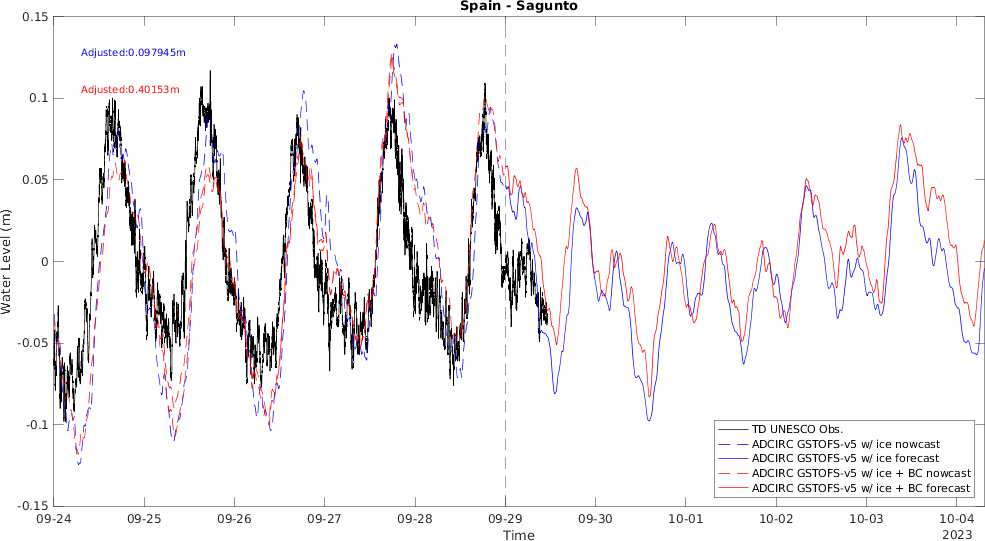 Spain - Sagunto
0.15
0.1
0.05
0
-0.05
-0.1
-0.15
Water Level (m)
Adjusted:0.097945m
Adjusted:0.40153m
TD UNESCO Obs.
ADCIRC GSTOFS-v5 w/ ice nowcast
ADCIRC GSTOFS-v5 w/ ice forecast
ADCIRC GSTOFS-v5 w/ ice + BC nowcast
ADCIRC GSTOFS-v5 w/ ice + BC forecast
09-24 09-25 09-26 09-27 09-28 09-29 09-30 10-01 10-02 10-03 10-04
Time
2023